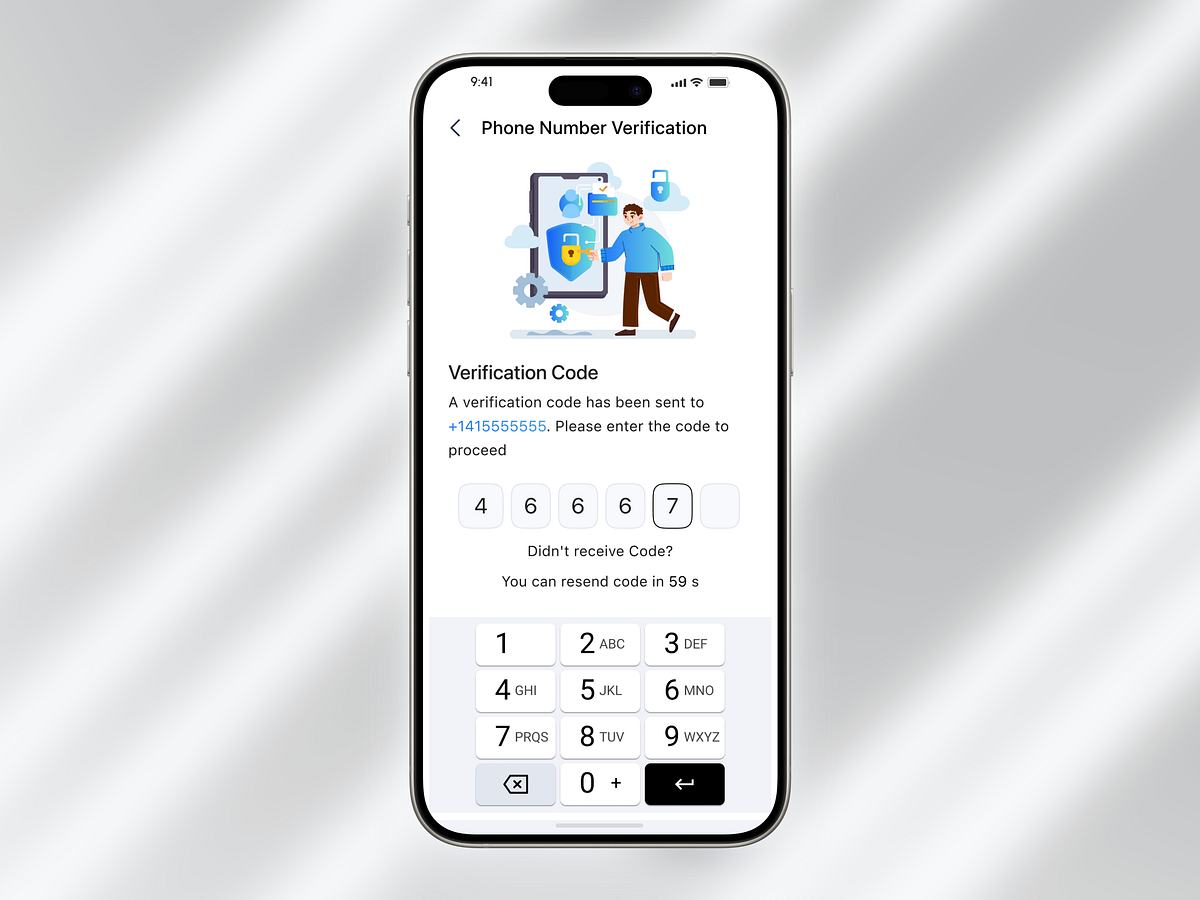 9:41
Phone Number Verification
Verification Code
A verification code has been sent to
+1415555555. Please enter the code to
proceed
4 6 6 6 7
Didn't receive Code?
You can resend code in 59 s
1 2 ABC 3 DEF
4 GHI 5 JKL 6 MNO
7 PRQS 8 TUV 9 WXYZ
0 +